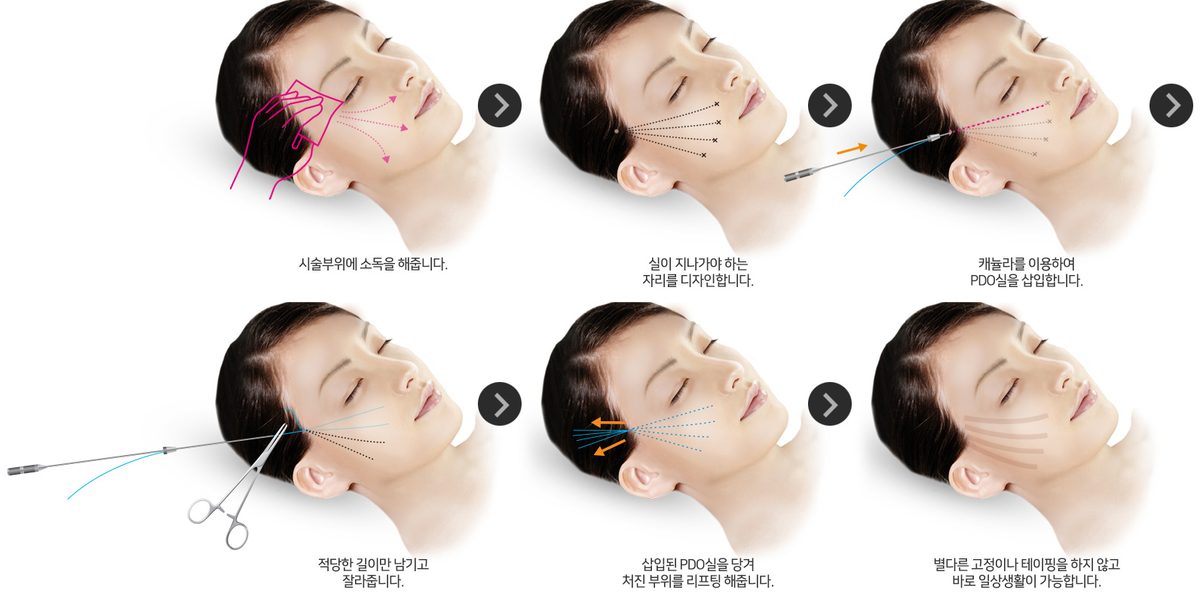 시술부위에 소독을 해줍니다.
실이 지나가야 하는
자리를 디자인합니다.
캐뉼라를 이용하여
PDO실을 삽입합니다.
적당한 길이만 남기고
잘라줍니다.
삽입된 PDO실을 당겨
처진 부위를 리프팅 해줍니다.
별다른 고정이나 테이핑을 하지 않고
바로 일상생활이 가능합니다.